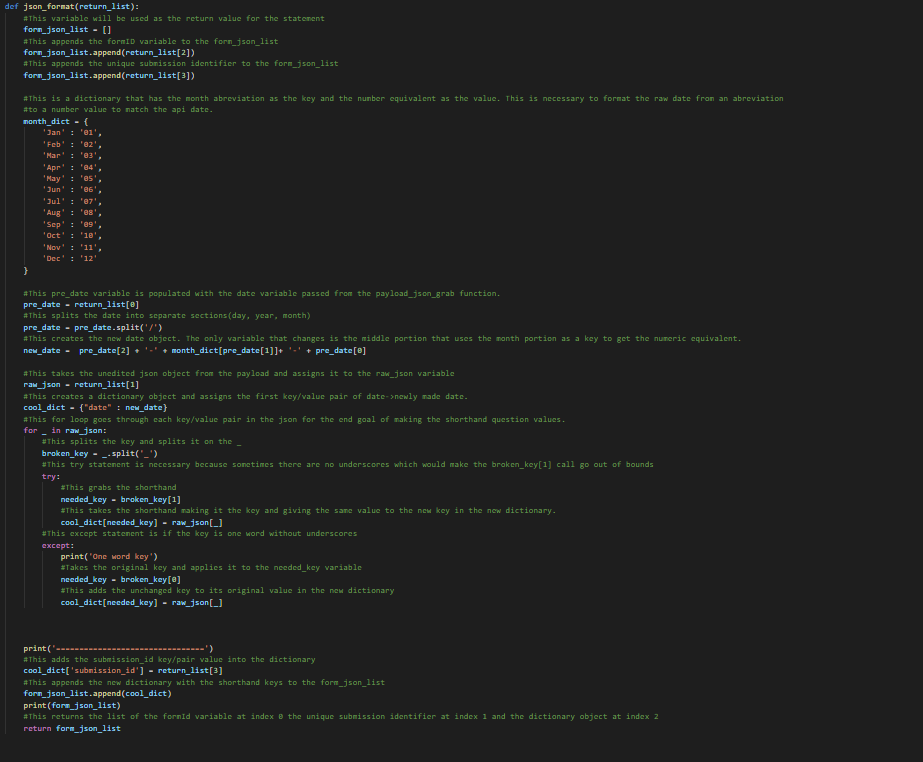 def json_format(return_list):
    #This variable will be used as the return value for the statement
    form_json_list = []
    #This appends the formID variable to the form_json_list
    form_json_list.append(return_list[2])
    #This appends the unique submission identifier to the form_json_list
    form_json_list.append(return_list[3])

    #This is a dictionary that has the month abreviation as the key and the number equivalent as the value. This is necessary to format the raw date from an abreviation
    #to a number value to match the api date.
    month_dict = {
        'Jan' : '01',
        'Feb' : '02',
        'Mar' : '03',
        'Apr' : '04',
        'May' : '05',
        'Jun' : '06',
        'Jul' : '07',
        'Aug' : '08',
        'Sep' : '09',
        'Oct' : '10',
        'Nov' : '11',
        'Dec' : '12'
    }

    #This pre_date variable is populated with the date variable passed from the payload_json_grab function.
    pre_date = return_list[0]
    #This splits the date into separate sections(day, year, month)
    pre_date = pre_date.split('/')
    #This creates the new date object. The only variable that changes is the middle portion that uses the month portion as a key to get the numeric equivalent.
    new_date =  pre_date[2] + '-' + month_dict[pre_date[1]]+ '-' + pre_date[0]

    #This takes the unedited json object from the payload and assigns it to the raw_json variable
    raw_json = return_list[1]
    #This creates a dictionary object and assigns the first key/value pair of date->newly made date.
    cool_dict = {"date" : new_date}
    #This for loop goes through each key/value pair in the json for the end goal of making the shorthand question values.
    for _ in raw_json:
        #This splits the key and splits it on the _
        broken_key = _.split('_')
        #This try statement is necessary because sometimes there are no underscores which would make the broken_key[1] call go out of bounds
        try:
            #This grabs the shorthand
            needed_key = broken_key[1]
            #This takes the shorthand making it the key and giving the same value to the new key in the new dictionary.
            cool_dict[needed_key] = raw_json[_]
        #This except statement is if the key is one word without underscores
        except:
            print('One word key')
            #Takes the original key and applies it to the needed_key variable
            needed_key = broken_key[0]
            #This adds the unchanged key to its original value in the new dictionary
            cool_dict[needed_key] = raw_json[_]

    print('================================')
    #This adds the submission_id key/pair value into the dictionary
    cool_dict['submission_id'] = return_list[3]
    #This appends the new dictionary with the shorthand keys to the form_json_list
    form_json_list.append(cool_dict)
    print(form_json_list)
    #This returns the list of the formId variable at index 0 the unique submission identifier at index 1 and the dictionary object at index 2
    return form_json_list